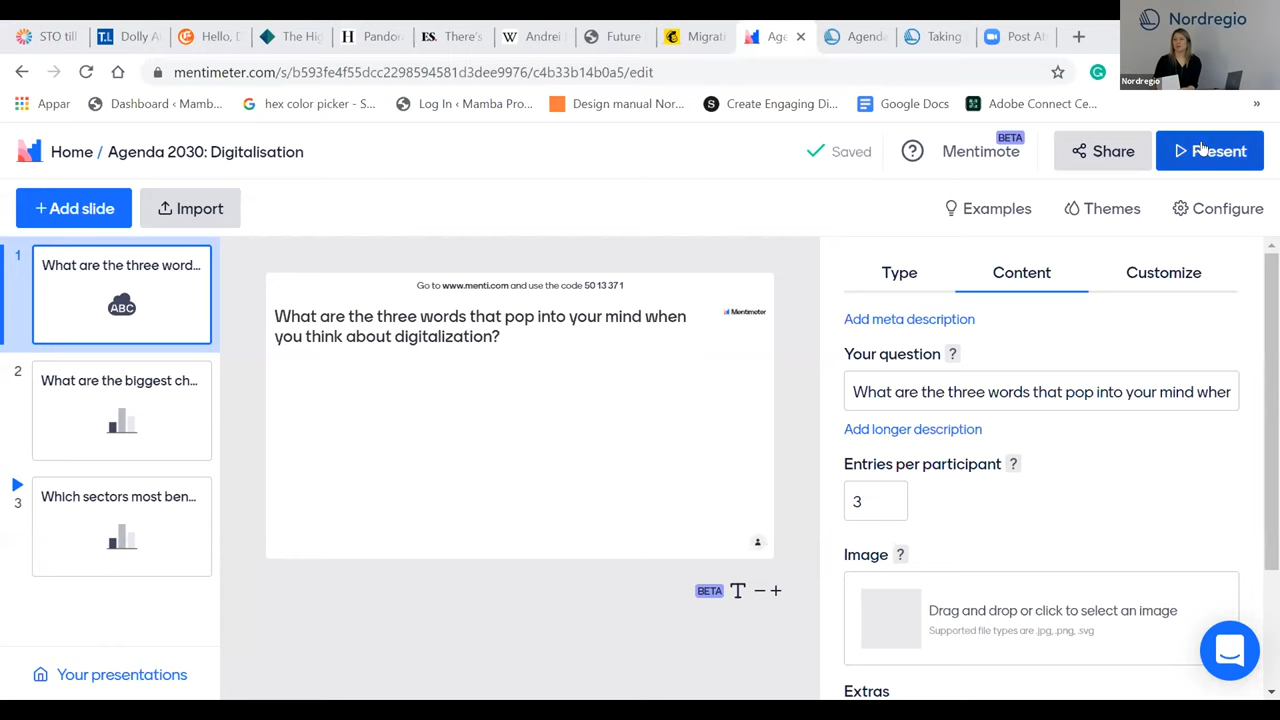 STO till
Dolly Al
Hello, D
The Hig
Pandor
There's
Andrei
Future
Migrati
Age
Agenda
Taking
Post At
Nordregio
Nordregio
mentimeter.com/s/b593fe4f55dcc2298594581d3dee9976/c4b33b14b0a5/edit
Appar
Dashboard ‹ Mamb...
hex color picker - S...
Log In ‹ Mamba Pro...
Design manual Nor...
Create Engaging Di...
Google Docs
Adobe Connect Ce...
»
Home / Agenda 2030: Digitalisation
Saved
Mentimote
BETA
Share
Present
+ Add slide
Import
Examples
Themes
Configure
1
What are the three word...
ABC
2
What are the biggest ch...
3
Which sectors most ben...
Your presentations
Go to www.menti.com and use the code 50 13 37 1
What are the three words that pop into your mind when
you think about digitalization?
Mentimeter
BETA T − +
Type
Content
Customize
Add meta description
Your question ?
What are the three words that pop into your mind wher
Add longer description
Entries per participant ?
3
Image ?
Drag and drop or click to select an image
Supported file types are .jpg, .png, .svg
Extras